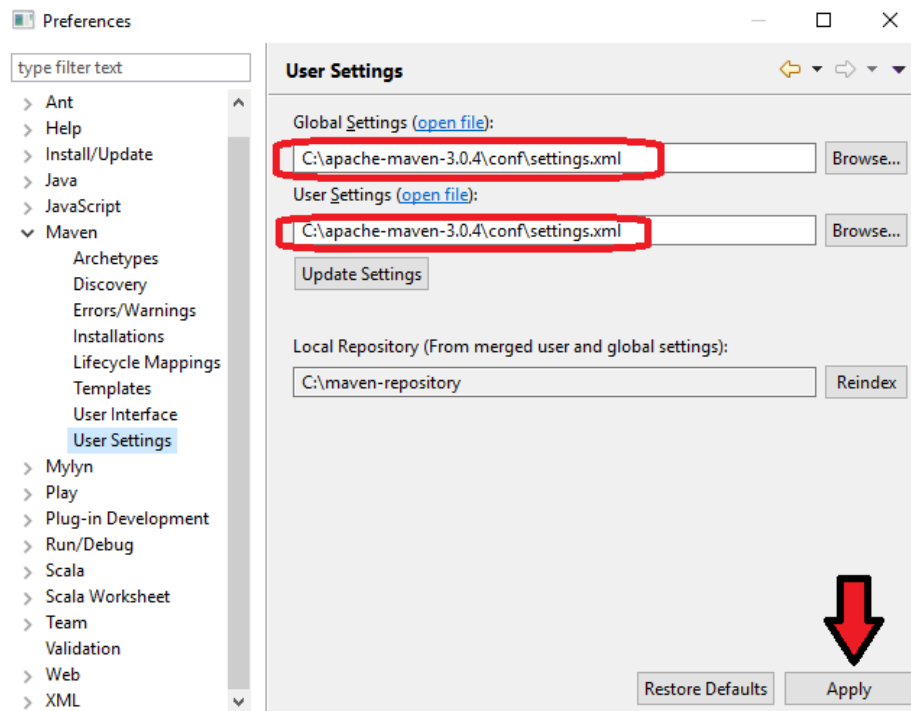 Preferences
type filter text
Ant
Help
Install/Update
Java
JavaScript
Maven
Archetypes
Discovery
Errors/Warnings
Installations
Lifecycle Mappings
Templates
User Interface
User Settings
Mylyn
Play
Plug-in Development
Run/Debug
Scala
Scala Worksheet
Team
Validation
Web
XML
User Settings
Global Settings (open file):
C:\apache-maven-3.0.4\conf\settings.xml
Browse...
User Settings (open file):
C:\apache-maven-3.0.4\conf\settings.xml
Browse...
Update Settings
Local Repository (From merged user and global settings):
C:\maven-repository
Reindex
Restore Defaults
Apply